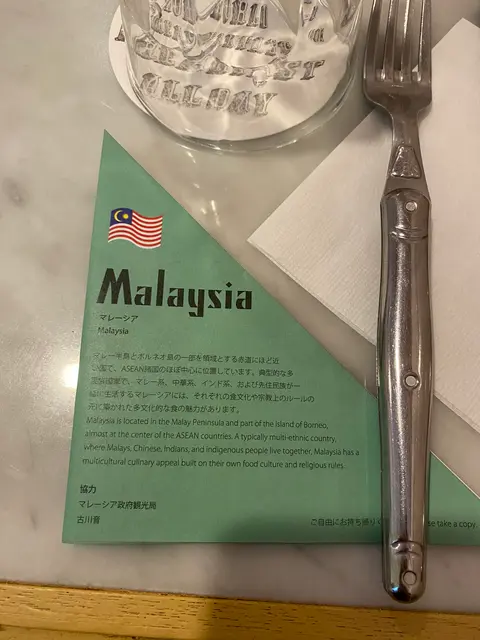 ALL DAY
Malaysia
マレーシア
Malaysia
マレー半島とボルネオ島の一部を領域とする赤道にほど近
い国で、ASEAN諸国のほぼ中心に位置しています。典型的な多
民族国家で、マレー系、中華系、インド系、および先住民族が一
緒に生活するマレーシアには、それぞれの食文化や宗教上のルールの
元に築かれた多文化的な食の魅力があります。
Malaysia is located in the Malay Peninsula and part of the island of Borneo,
almost at the center of the ASEAN countries. A typically multi-ethnic country,
where Malays, Chinese, Indians, and indigenous people live together, Malaysia has a
multicultural culinary appeal built on their own food culture and religious rules.
協力
マレーシア政府観光局
古川音
ご自由にお持ち帰り take a copy.